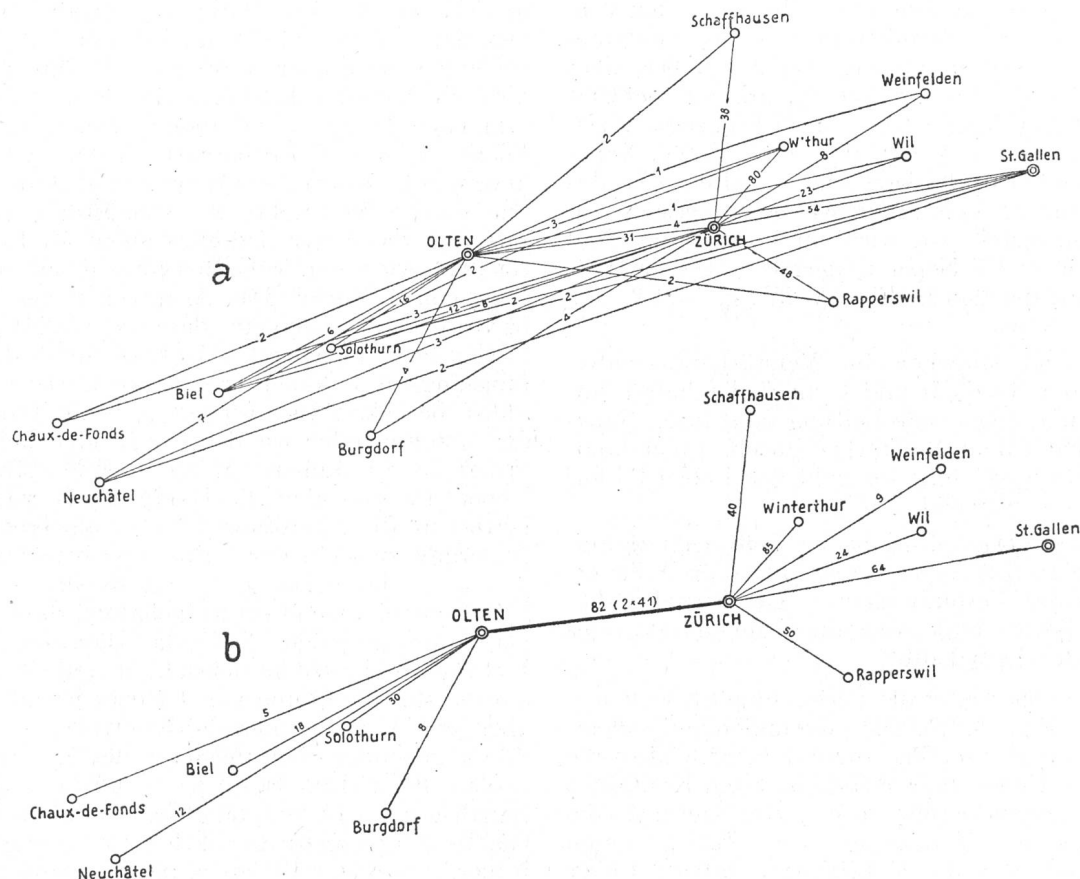 Schaffhausen
Weinfelden
W'thur
Wil
St.Gallen
2
38
1
80
8
23
54
1
3
4
31
OLTEN
ZÜRICH
a
2
16
3
12
8
2
2
2
48
Rapperswil
6
2
Solothurn
3
4
4
2
Biel
7
Chaux-de-Fonds
Burgdorf
Neuchâtel
Schaffhausen
Weinfelden
40
9
Winterthur
85
Wil
24
St.Gallen
64
OLTEN
82 (2×41)
ZÜRICH
b
50
Rapperswil
5
18
30
Solothurn
8
Biel
12
Chaux-de-Fonds
Burgdorf
Neuchâtel